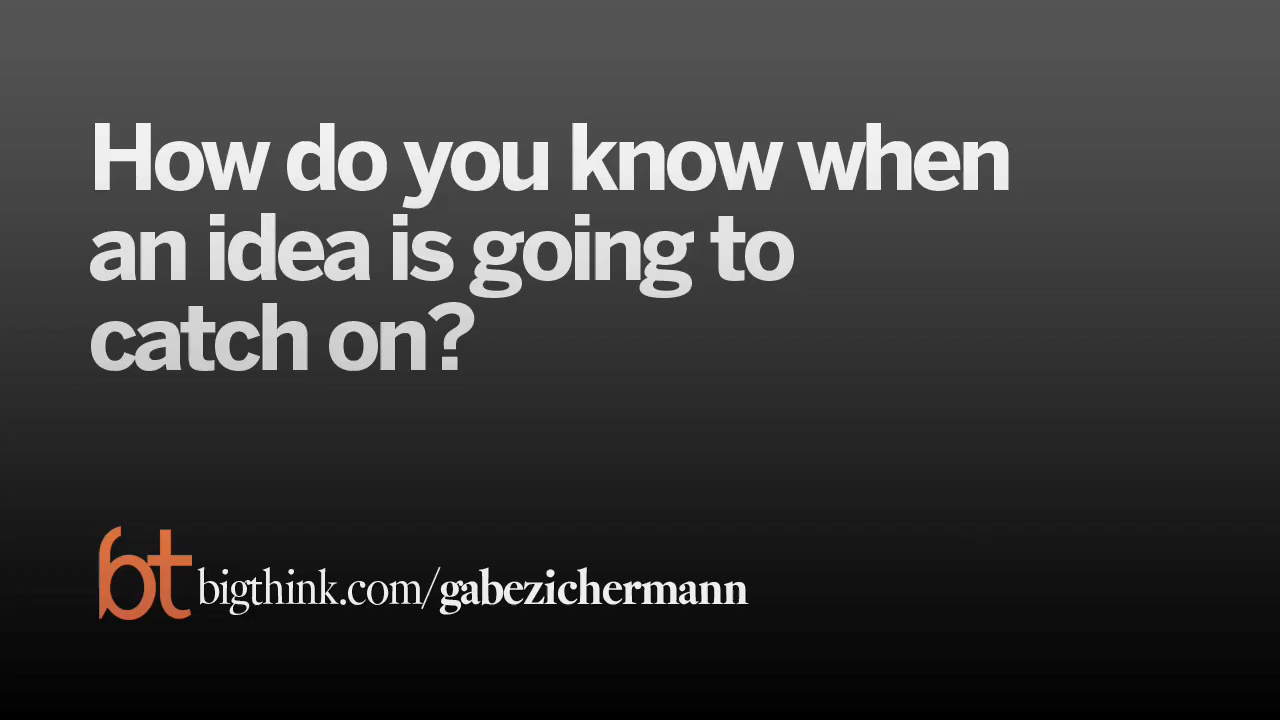 How do you know when
an idea is going to
catch on?
bt bigthink.com/gabezichermann